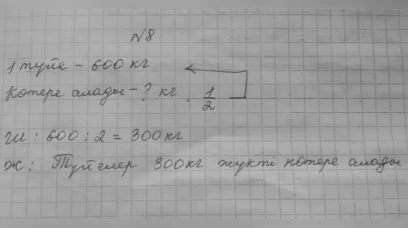 №8
1 түйе - 600 кг
Көтере алады - ? кг, 1/2
Ш: 600 : 2 = 300 кг
Ж: Түйелер 300 кг жүкті көтере алады